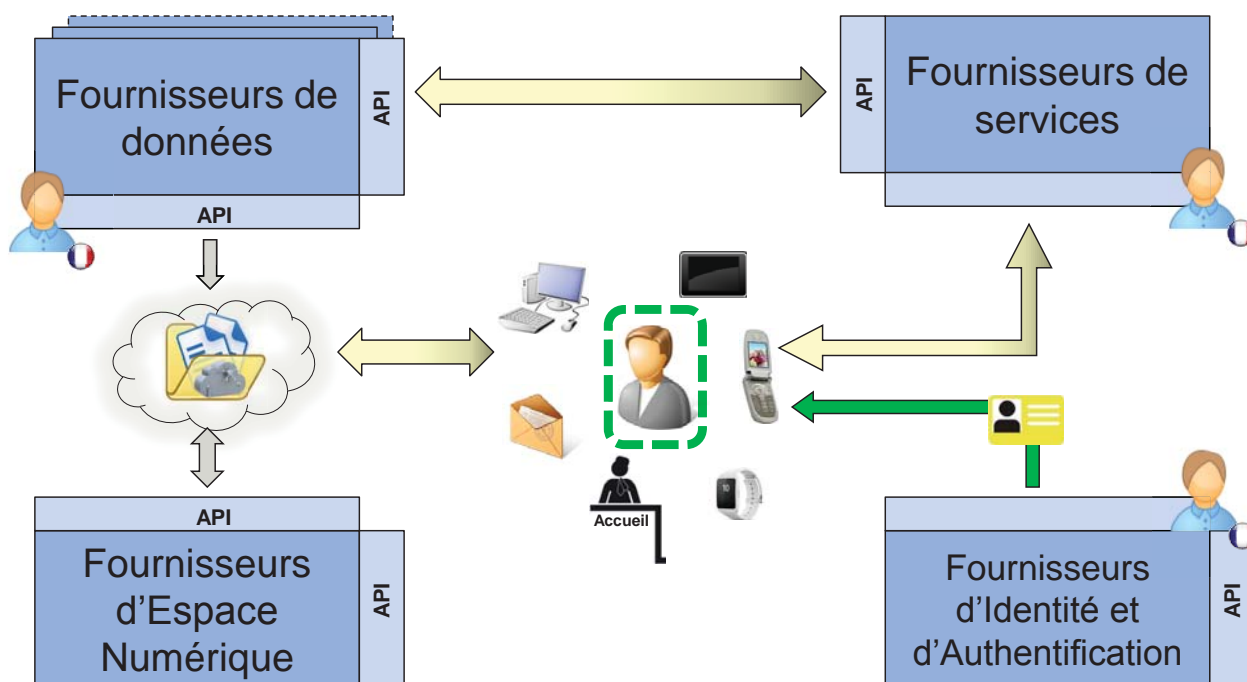 Fournisseurs de
données
API
API
API
Fournisseurs de
services
10
Accueil
API
Fournisseurs
d’Espace
Numérique
API
Fournisseurs
d’Identité et
d’Authentification
API